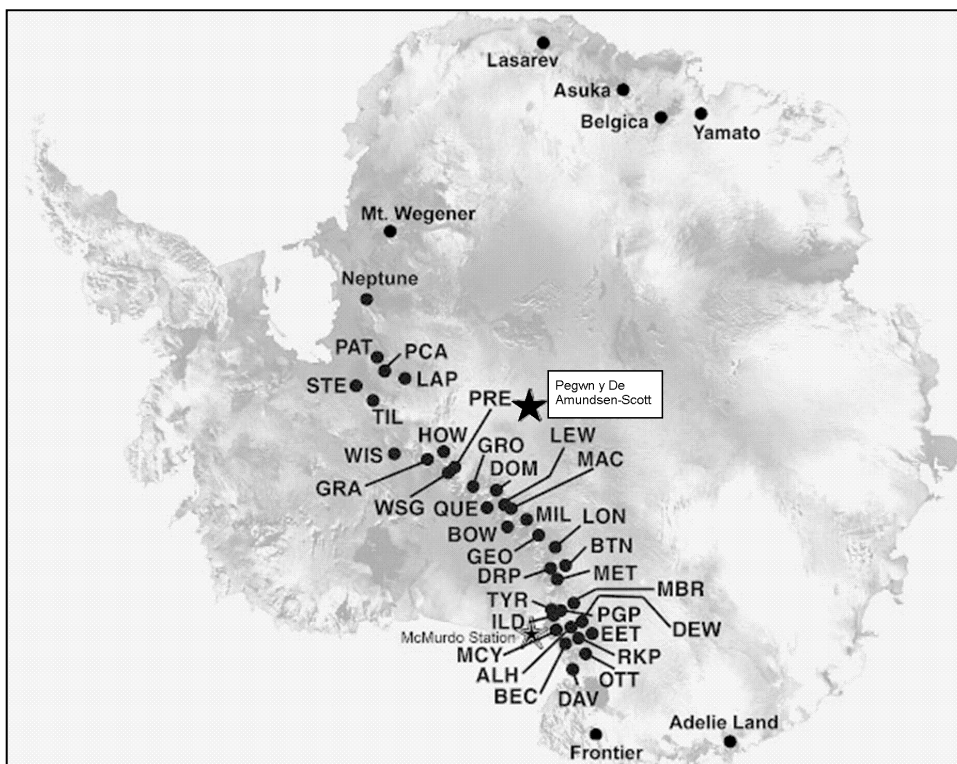 Lasarev
Asuka
Belgica
Yamato
Mt. Wegener
Neptune
PAT
PCA
LAP
STE
TIL
PRE
Pegwn y De
Amundsen-Scott
HOW
GRO
LEW
WIS
DOM
MAC
GRA
WSG
QUE
MIL
LON
BOW
GEO
BTN
DRP
MET
MBR
TYR
PGP
ILD
DEW
McMurdo Station
EET
MCY
RKP
ALH
OTT
BEC
DAV
Adelie Land
Frontier